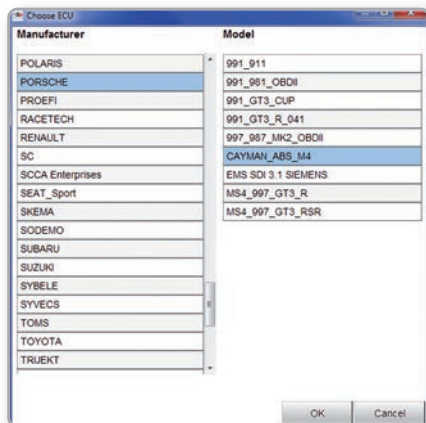 Choose ECU
Manufacturer
POLARIS
PORSCHE
PROEFI
RACETECH
RENAULT
SC
SCCA Enterprises
SEAT_Sport
SKEMA
SODEMO
SUBARU
SUZUKI
SYBELE
SYVECS
TOMS
TOYOTA
TRIJEKT
Model
991_911
991_981_OBDII
991_GT3_CUP
991_GT3_R_041
997_987_MK2_OBDII
CAYMAN_ABS_M4
EMS SDI 3.1 SIEMENS
MS4_997_GT3_R
MS4_997_GT3_RSR
OK
Cancel